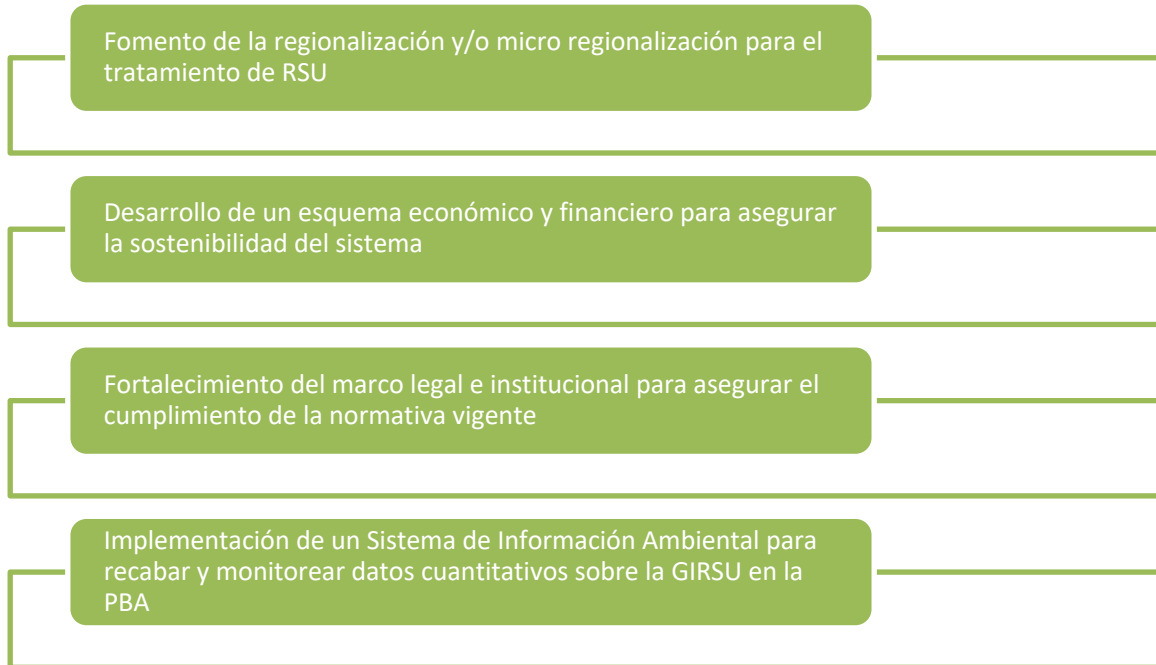 Fomento de la regionalización y/o micro regionalización para el
tratamiento de RSU
Desarrollo de un esquema económico y financiero para asegurar
la sostenibilidad del sistema
Fortalecimiento del marco legal e institucional para asegurar el
cumplimiento de la normativa vigente
Implementación de un Sistema de Información Ambiental para
recabar y monitorear datos cuantitativos sobre la GIRSU en la
PBA